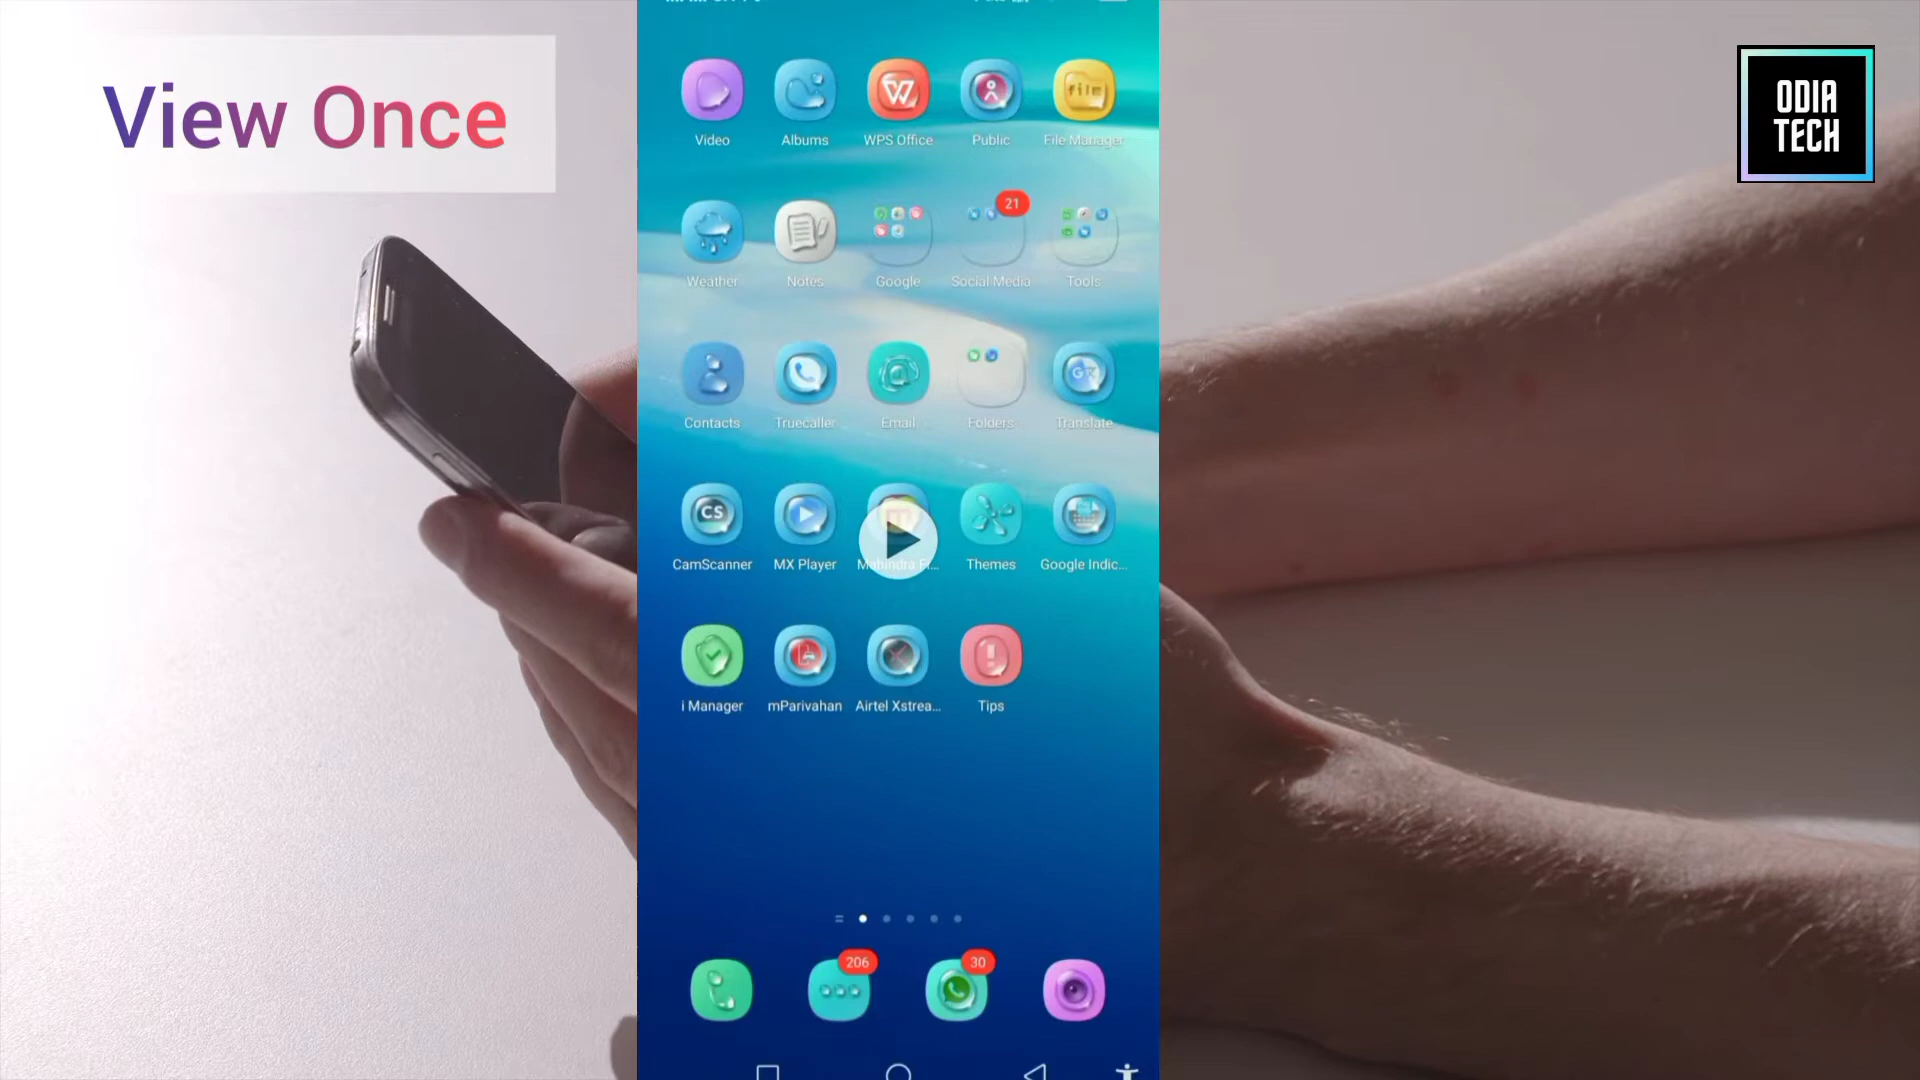 View Once
ODIA
TECH
Video
Albums
WPS Office
Public
File Manager
21
Weather
Notes
Google
Social Media
Tools
Contacts
Truecaller
Email
Folders
Translate
CS
CamScanner
MX Player
Themes
Google Indic...
i Manager
mParivahan
Airtel Xstrea...
Tips
206
30